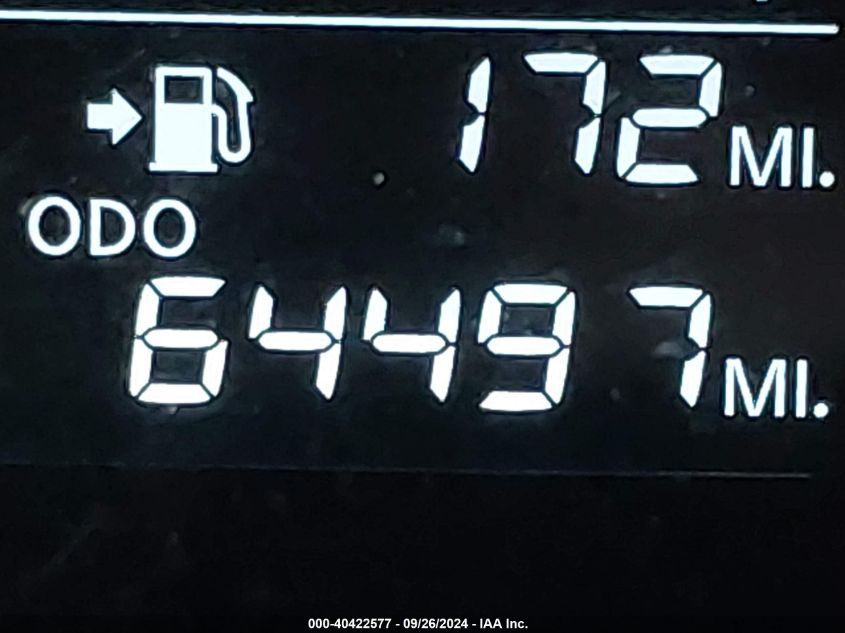 172 MI.
ODO
64497 MI.
000-40422577 - 09/26/2024 - IAA Inc.